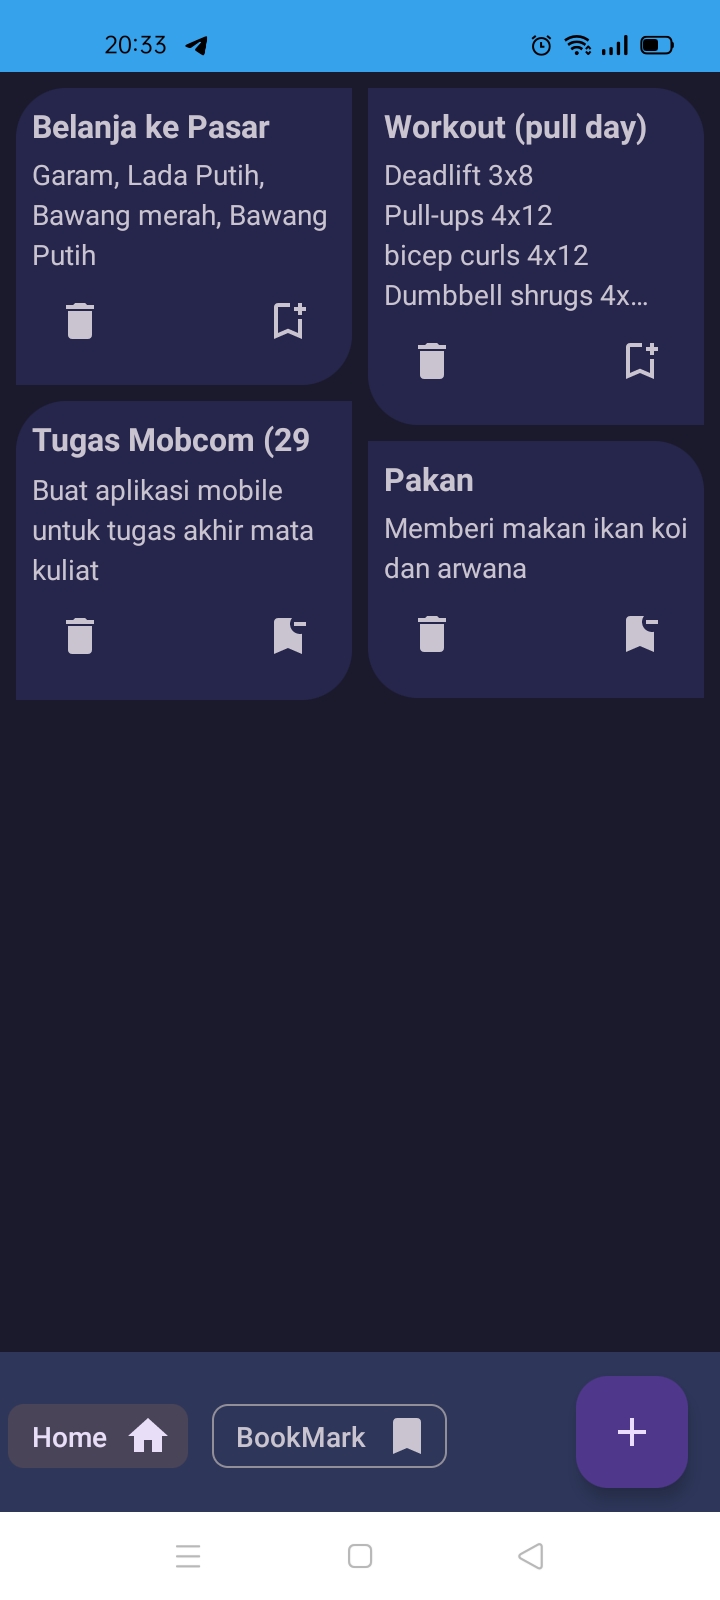 20:33
Belanja ke Pasar
Garam, Lada Putih,
Bawang merah, Bawang
Putih
Workout (pull day)
Deadlift 3x8
Pull-ups 4x12
bicep curls 4x12
Dumbbell shrugs 4x…
Tugas Mobcom (29
Buat aplikasi mobile
untuk tugas akhir mata
kuliat
Pakan
Memberi makan ikan koi
dan arwana
Home
BookMark